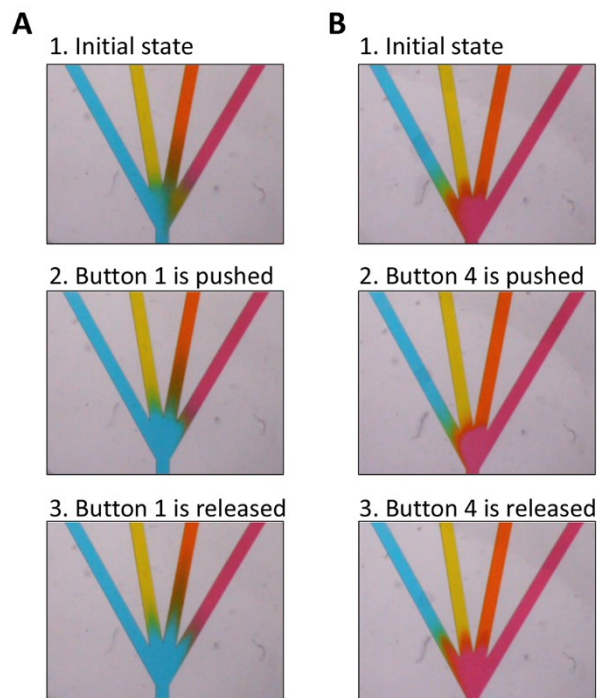 A
1. Initial state
2. Button 1 is pushed
3. Button 1 is released
B
1. Initial state
2. Button 4 is pushed
3. Button 4 is released